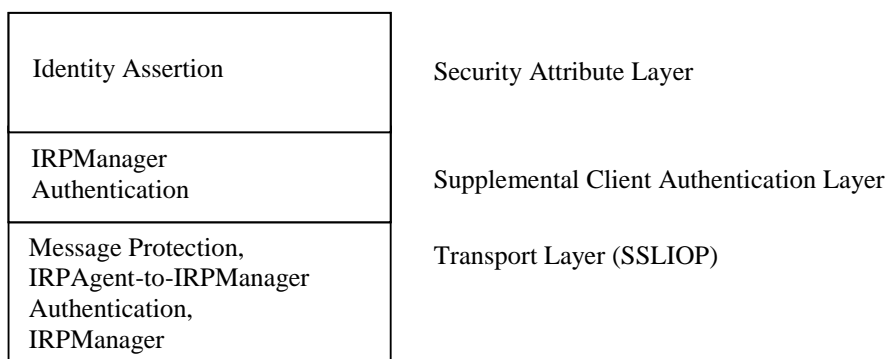 Identity Assertion
Security Attribute Layer
IRPManager
Authentication
Supplemental Client Authentication Layer
Message Protection,
IRPAgent-to-IRPManager
Authentication,
IRPManager
Transport Layer (SSLIOP)